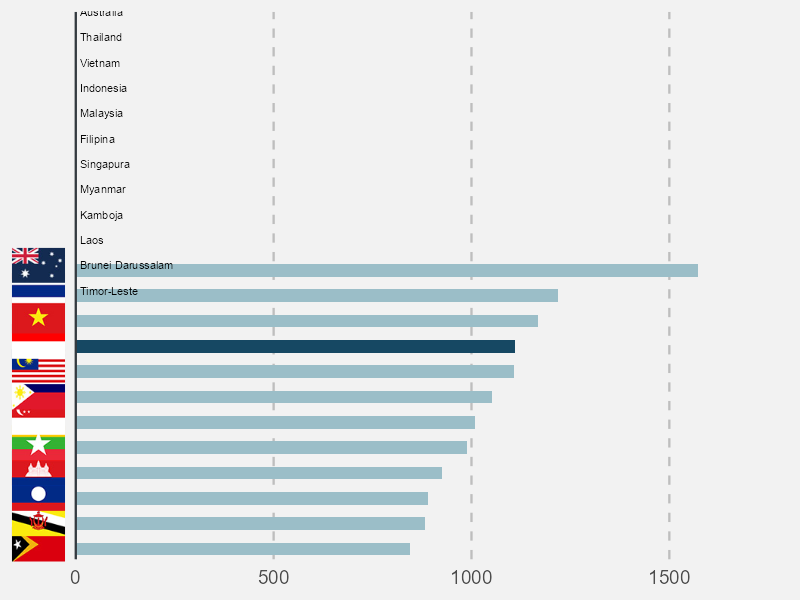 Australia
Thailand
Vietnam
Indonesia
Malaysia
Filipina
Singapura
Myanmar
Kamboja
Laos
Brunei Darussalam
Timor-Leste
0 500 1000 1500